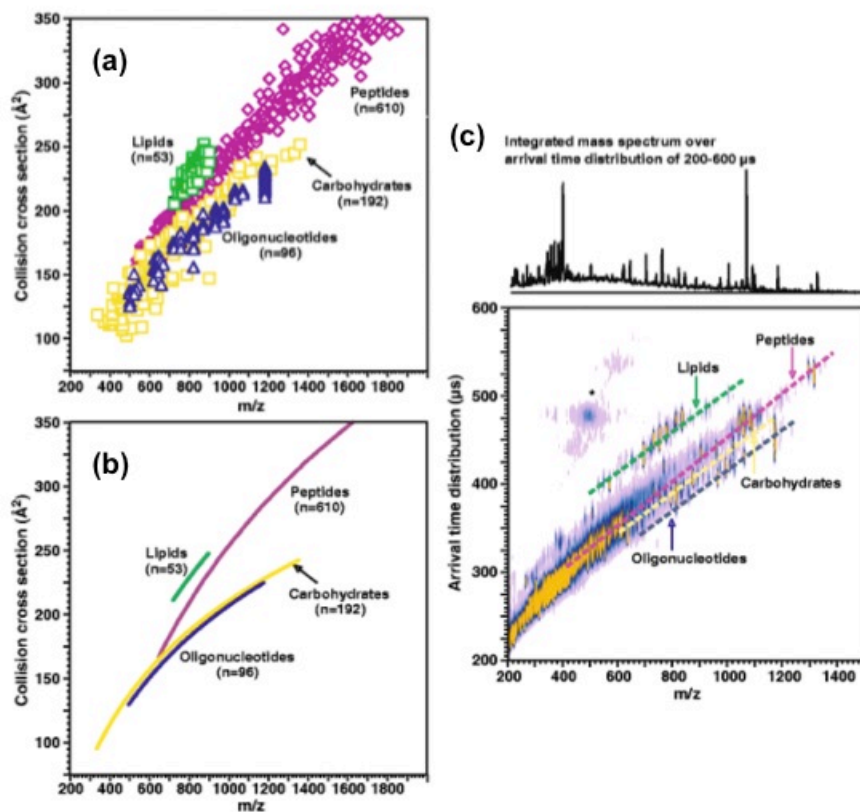 (a)
350
300
250
200
150
100
Collision cross section (Å²)
Peptides
(n=610)
Lipids
(n=53)
Carbohydrates
(n=192)
Oligonucleotides
(n=96)
200 400 600 800 1000 1200 1400 1600 1800
m/z
(b)
350
300
250
200
150
100
Collision cross section (Å²)
Peptides
(n=610)
Lipids
(n=53)
Carbohydrates
(n=192)
Oligonucleotides
(n=96)
200 400 600 800 1000 1200 1400 1600 1800
m/z
(c)
Integrated mass spectrum over
arrival time distribution of 200-600 µs
600
500
400
300
200
Arrival time distribution (µs)
Peptides
Lipids
*
Carbohydrates
Oligonucleotides
200 400 600 800 1000 1200 1400
m/z